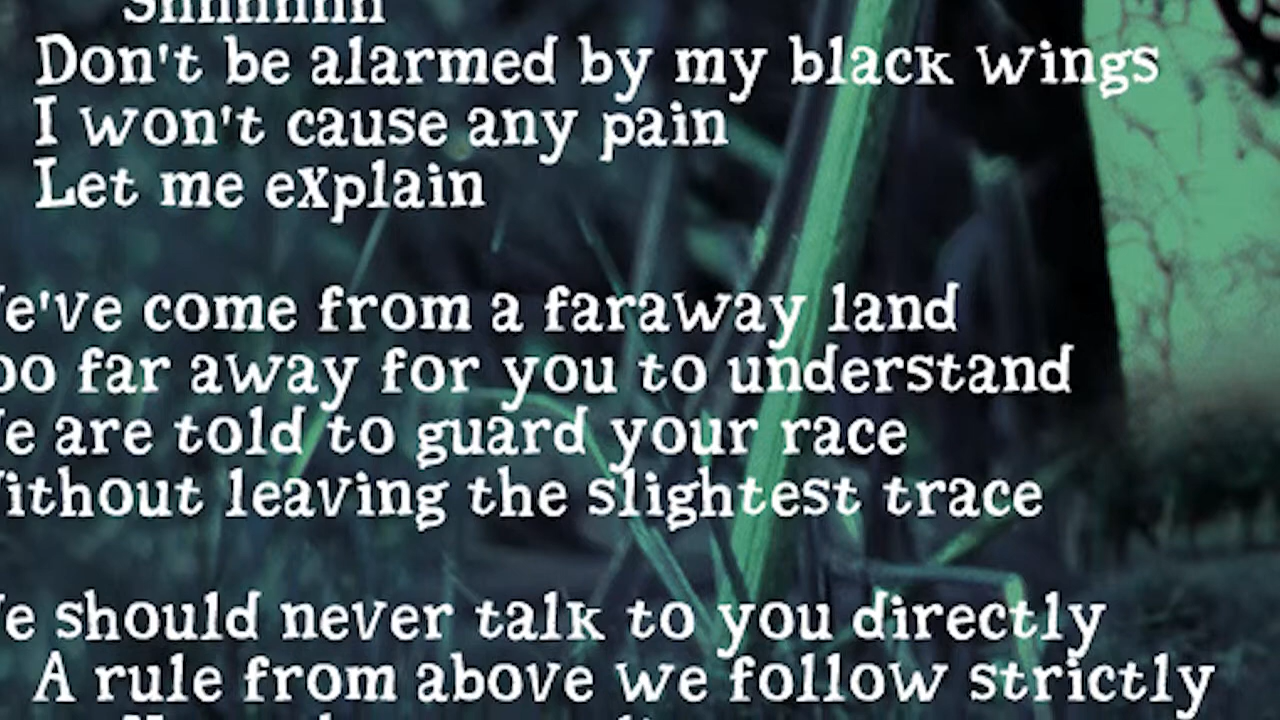 Shhhhhh
Don't be alarmed by my black wings
I won't cause any pain
Let me explain
e've come from a faraway land
oo far away for you to understand
e are told to guard your race
ithout leaving the slightest trace
e should never talk to you directly
A rule from above we follow strictly